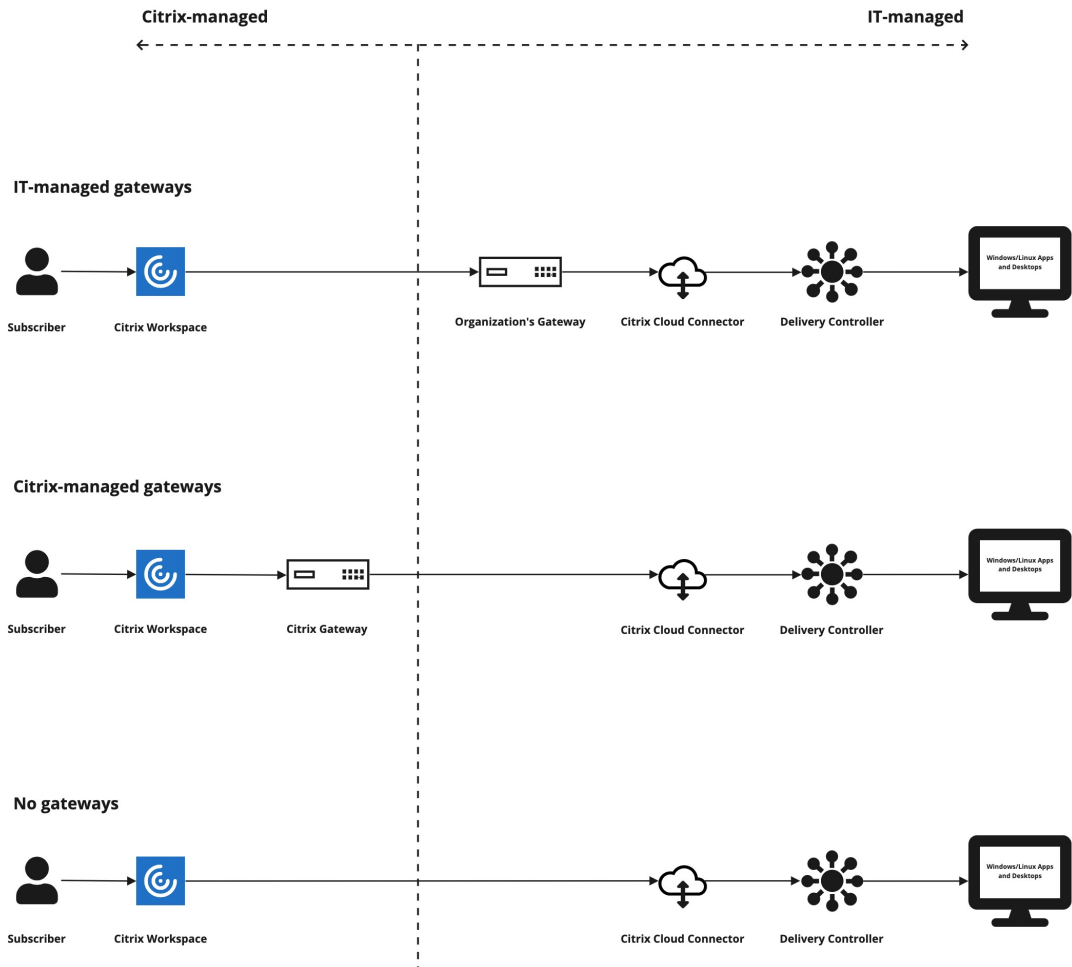 Citrix-managed
IT-managed
IT-managed gateways
Windows/Linux Apps
and Desktops
Subscriber
Citrix Workspace
Organization's Gateway
Citrix Cloud Connector
Delivery Controller
Citrix-managed gateways
Windows/Linux Apps
and Desktops
Subscriber
Citrix Workspace
Citrix Gateway
Citrix Cloud Connector
Delivery Controller
No gateways
Windows/Linux Apps
and Desktops
Subscriber
Citrix Workspace
Citrix Cloud Connector
Delivery Controller